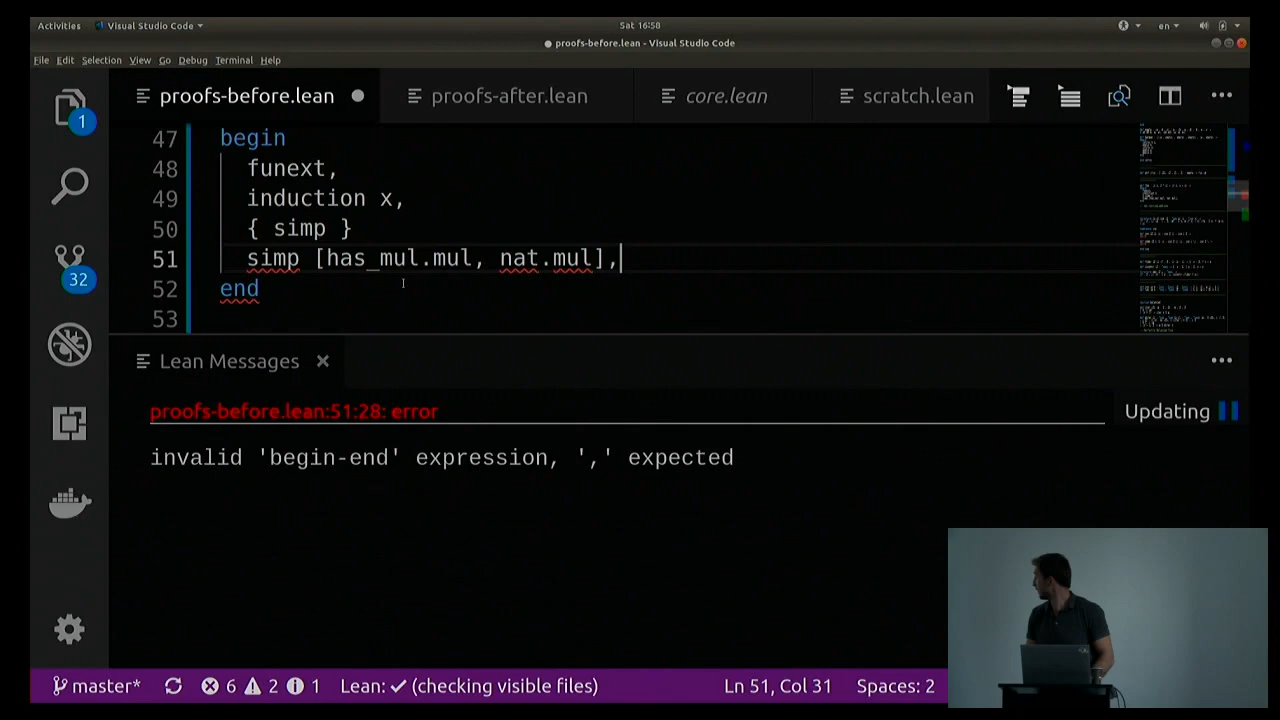 Activities Visual Studio Code Sat 16:58 en
proofs-before.lean - Visual Studio Code
File Edit Selection View Go Debug Terminal Help
proofs-before.lean proofs-after.lean core.lean scratch.lean
1
32
47 begin
48 funext,
49 induction x,
50 { simp }
51 simp [has_mul.mul, nat.mul],
52 end
53
Lean Messages
proofs-before.lean:51:28: error
Updating
invalid 'begin-end' expression, ',' expected
master* 6 2 1 Lean: ✓ (checking visible files) Ln 51, Col 31 Spaces: 2